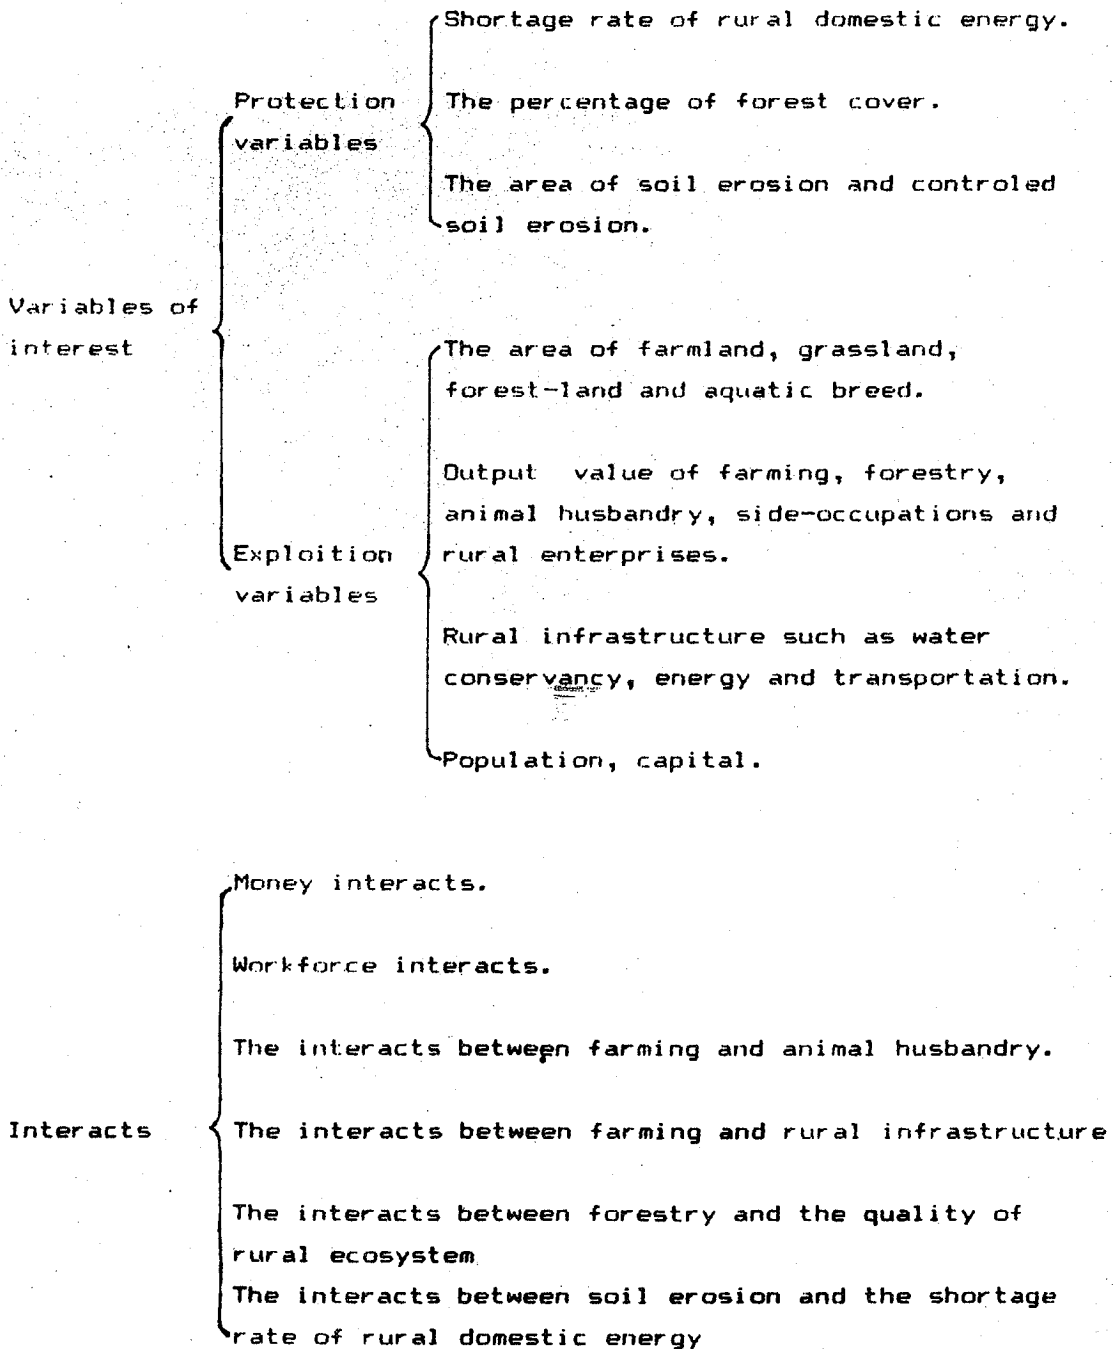 Shortage rate of rural domestic energy.
Protection
variables
The percentage of forest cover.
The area of soil erosion and controled
soil erosion.
Variables of
interest
The area of farmland, grassland,
forest-land and aquatic breed.
Output value of farming, forestry,
animal husbandry, side-occupations and
rural enterprises.
Exploition
variables
Rural infrastructure such as water
conservancy, energy and transportation.
Population, capital.
Money interacts.
Workforce interacts.
The interacts between farming and animal husbandry.
Interacts
The interacts between farming and rural infrastructure
The interacts between forestry and the quality of
rural ecosystem
The interacts between soil erosion and the shortage
rate of rural domestic energy